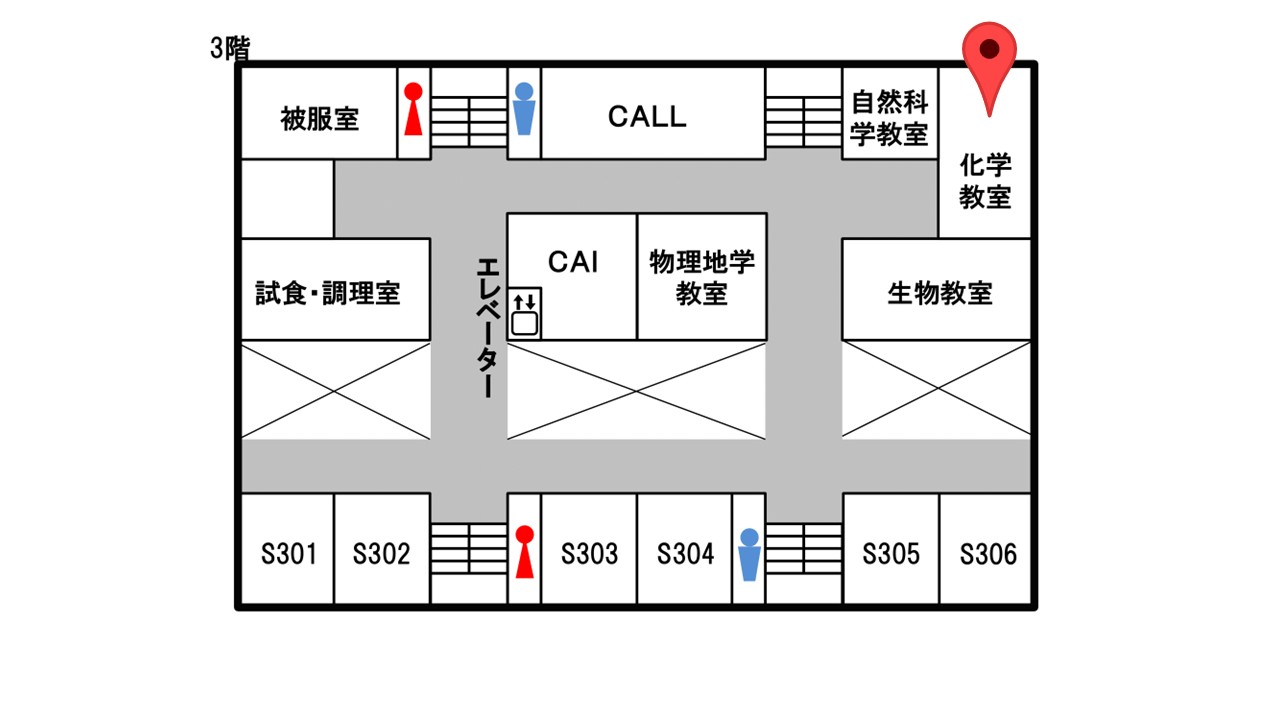 3階
被服室
CALL
自然科
学教室
化学
教室
CAI
物理地学
教室
エレベーター
試食・調理室
生物教室
S301
S302
S303
S304
S305
S306